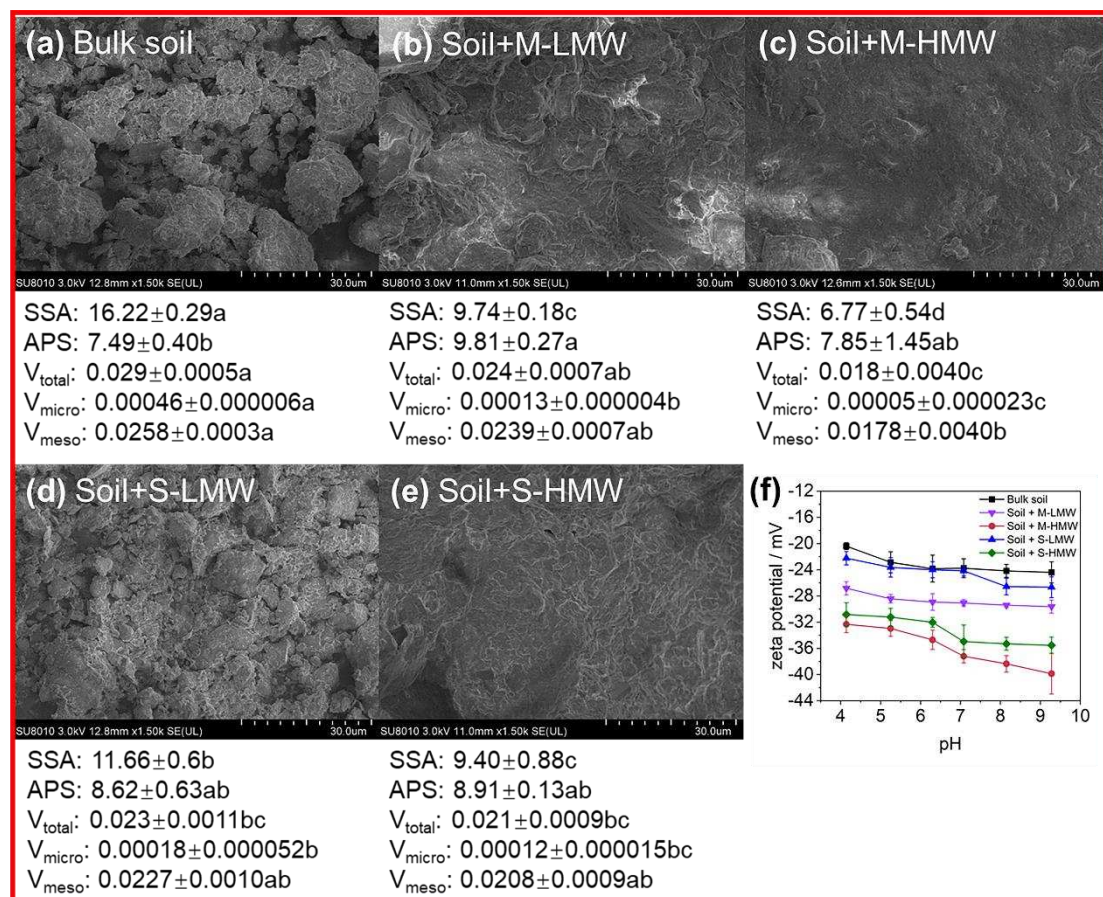 (a) Bulk soil
SU8010 3.0kV 12.8mm x1.50k SE(UL) 30.0um
SSA: 16.22±0.29a
APS: 7.49±0.40b
Vtotal: 0.029±0.0005a
Vmicro: 0.00046±0.000006a
Vmeso: 0.0258±0.0003a
(b) Soil+M-LMW
SU8010 3.0kV 11.0mm x1.50k SE(UL) 30.0um
SSA: 9.74±0.18c
APS: 9.81±0.27a
Vtotal: 0.024±0.0007ab
Vmicro: 0.00013±0.000004b
Vmeso: 0.0239±0.0007ab
(c) Soil+M-HMW
SU8010 3.0kV 12.6mm x1.50k SE(UL) 30.0um
SSA: 6.77±0.54d
APS: 7.85±1.45ab
Vtotal: 0.018±0.0040c
Vmicro: 0.00005±0.000023c
Vmeso: 0.0178±0.0040b
(d) Soil+S-LMW
SU8010 3.0kV 12.8mm x1.50k SE(UL) 30.0um
SSA: 11.66±0.6b
APS: 8.62±0.63ab
Vtotal: 0.023±0.0011bc
Vmicro: 0.00018±0.000052b
Vmeso: 0.0227±0.0010ab
(e) Soil+S-HMW
SU8010 3.0kV 11.0mm x1.50k SE(UL) 30.0um
SSA: 9.40±0.88c
APS: 8.91±0.13ab
Vtotal: 0.021±0.0009bc
Vmicro: 0.00012±0.000015bc
Vmeso: 0.0208±0.0009ab
(f)
zeta potential / mV
-12
-16
-20
-24
-28
-32
-36
-40
-44
Bulk soil
Soil + M-LMW
Soil + M-HMW
Soil + S-LMW
Soil + S-HMW
4 5 6 7 8 9 10
pH